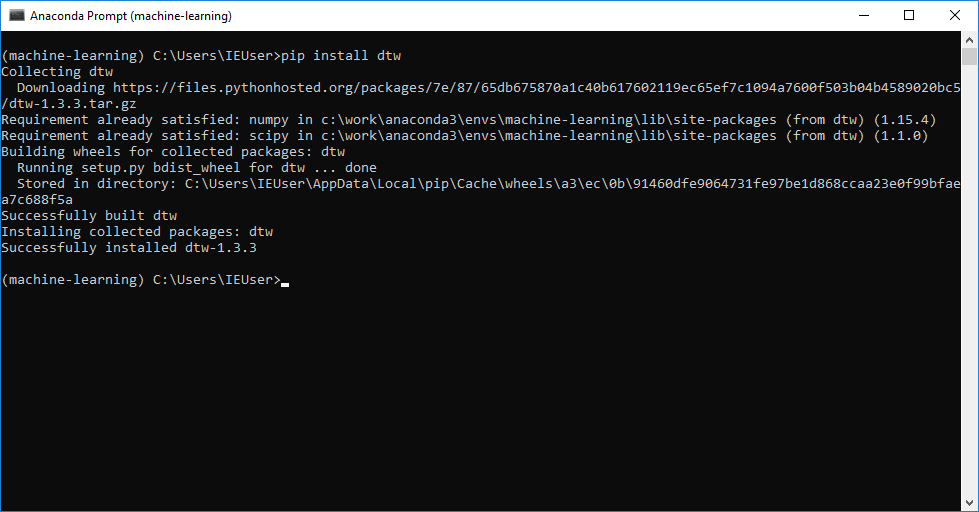 Anaconda Prompt (machine-learning)
(machine-learning) C:\Users\IEUser>pip install dtw
Collecting dtw
  Downloading https://files.pythonhosted.org/packages/7e/87/65db675870a1c40b617602119ec65ef7c1094a7600f503b04b4589020bc5
/dtw-1.3.3.tar.gz
Requirement already satisfied: numpy in c:\work\anaconda3\envs\machine-learning\lib\site-packages (from dtw) (1.15.4)
Requirement already satisfied: scipy in c:\work\anaconda3\envs\machine-learning\lib\site-packages (from dtw) (1.1.0)
Building wheels for collected packages: dtw
  Running setup.py bdist_wheel for dtw ... done
  Stored in directory: C:\Users\IEUser\AppData\Local\pip\Cache\wheels\a3\ec\0b\91460dfe9064731fe97be1d868ccaa23e0f99bfae
a7c688f5a
Successfully built dtw
Installing collected packages: dtw
Successfully installed dtw-1.3.3
(machine-learning) C:\Users\IEUser>